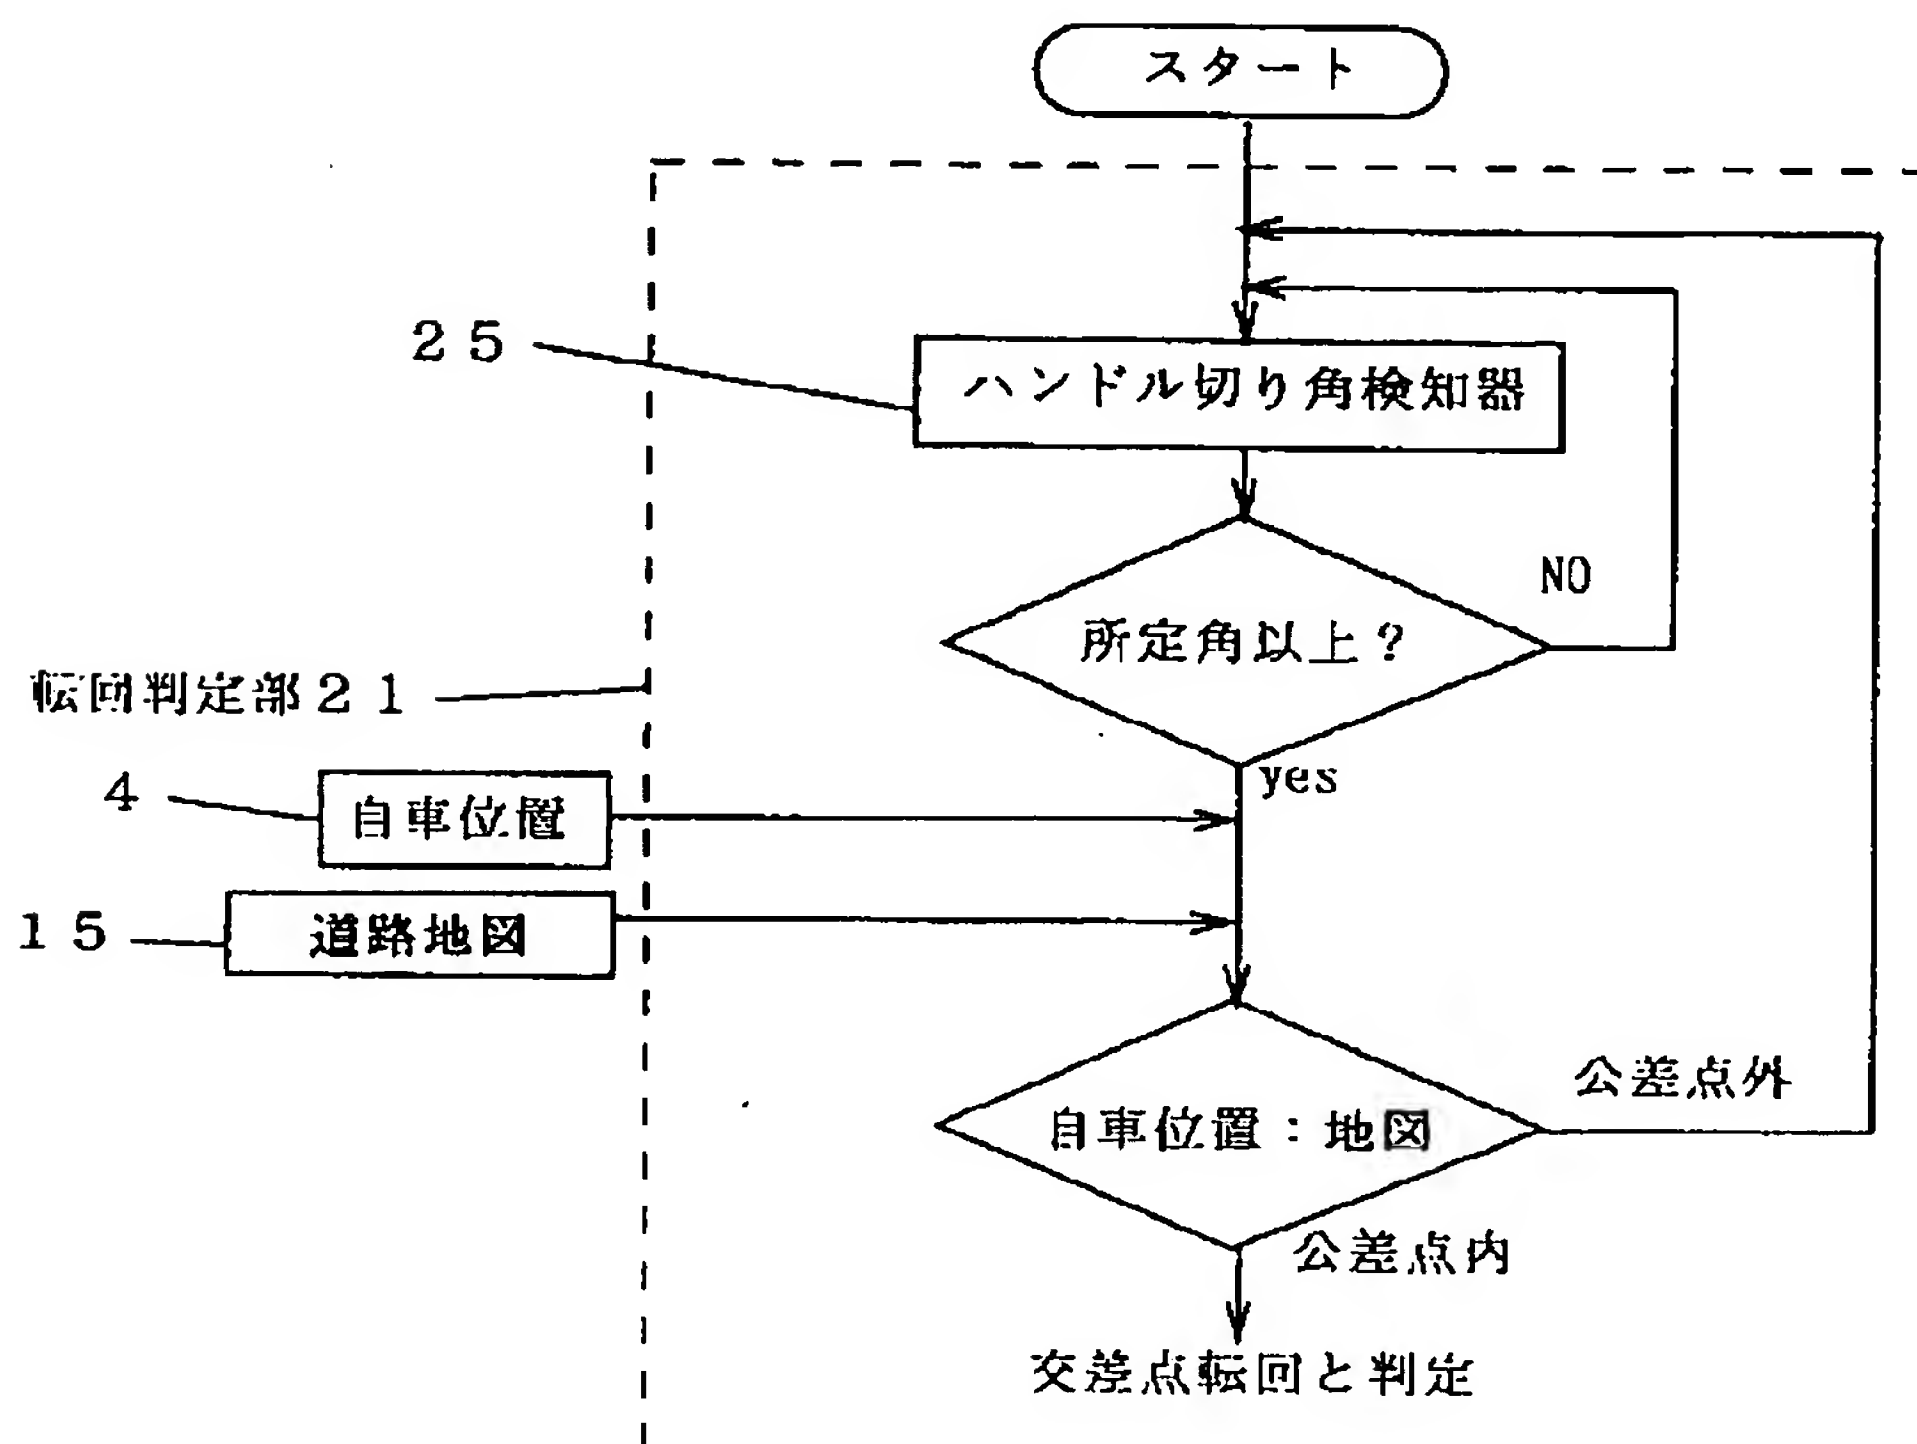 スタート
25
ハンドル切り角検知器
NO
所定角以上?
転回判定部21
yes
4
自車位置
15
道路地図
公差点外
自車位置:地図
公差点内
交差点転回と判定